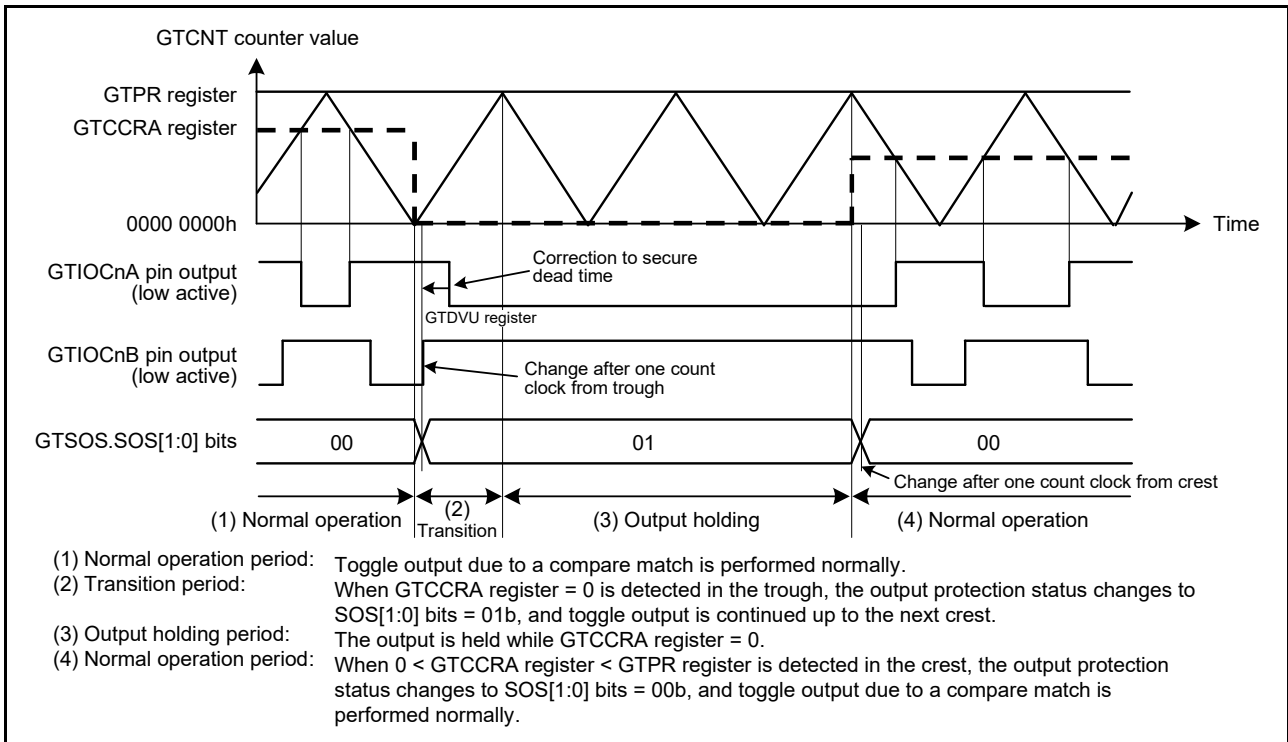 GTCNT counter value
GTPR register
GTCCRA register
0000 0000h
Time
GTIOCnA pin output
(low active)
Correction to secure
dead time
GTDVU register
GTIOCnB pin output
(low active)
Change after one count
clock from trough
GTSOS.SOS[1:0] bits
00
01
00
Change after one count clock from crest
(1) Normal operation
(2)
Transition
(3) Output holding
(4) Normal operation
(1) Normal operation period: Toggle output due to a compare match is performed normally.
(2) Transition period: When GTCCRA register = 0 is detected in the trough, the output protection status changes to
SOS[1:0] bits = 01b, and toggle output is continued up to the next crest.
(3) Output holding period: The output is held while GTCCRA register = 0.
(4) Normal operation period: When 0 < GTCCRA register < GTPR register is detected in the crest, the output protection
status changes to SOS[1:0] bits = 00b, and toggle output due to a compare match is
performed normally.